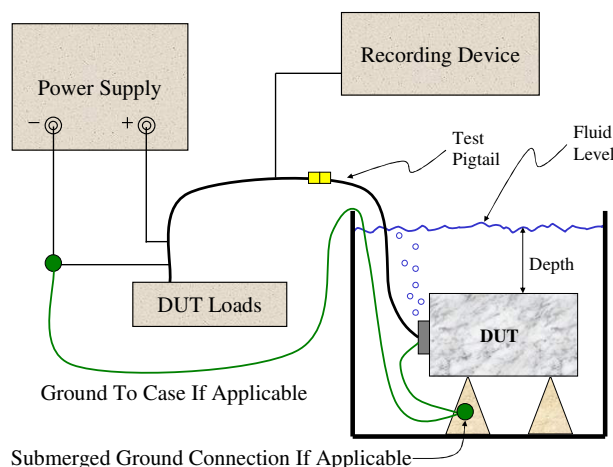 Power Supply
−
+
Recording Device
Test
Pigtail
Fluid
Level
Depth
DUT Loads
DUT
Ground To Case If Applicable
Submerged Ground Connection If Applicable